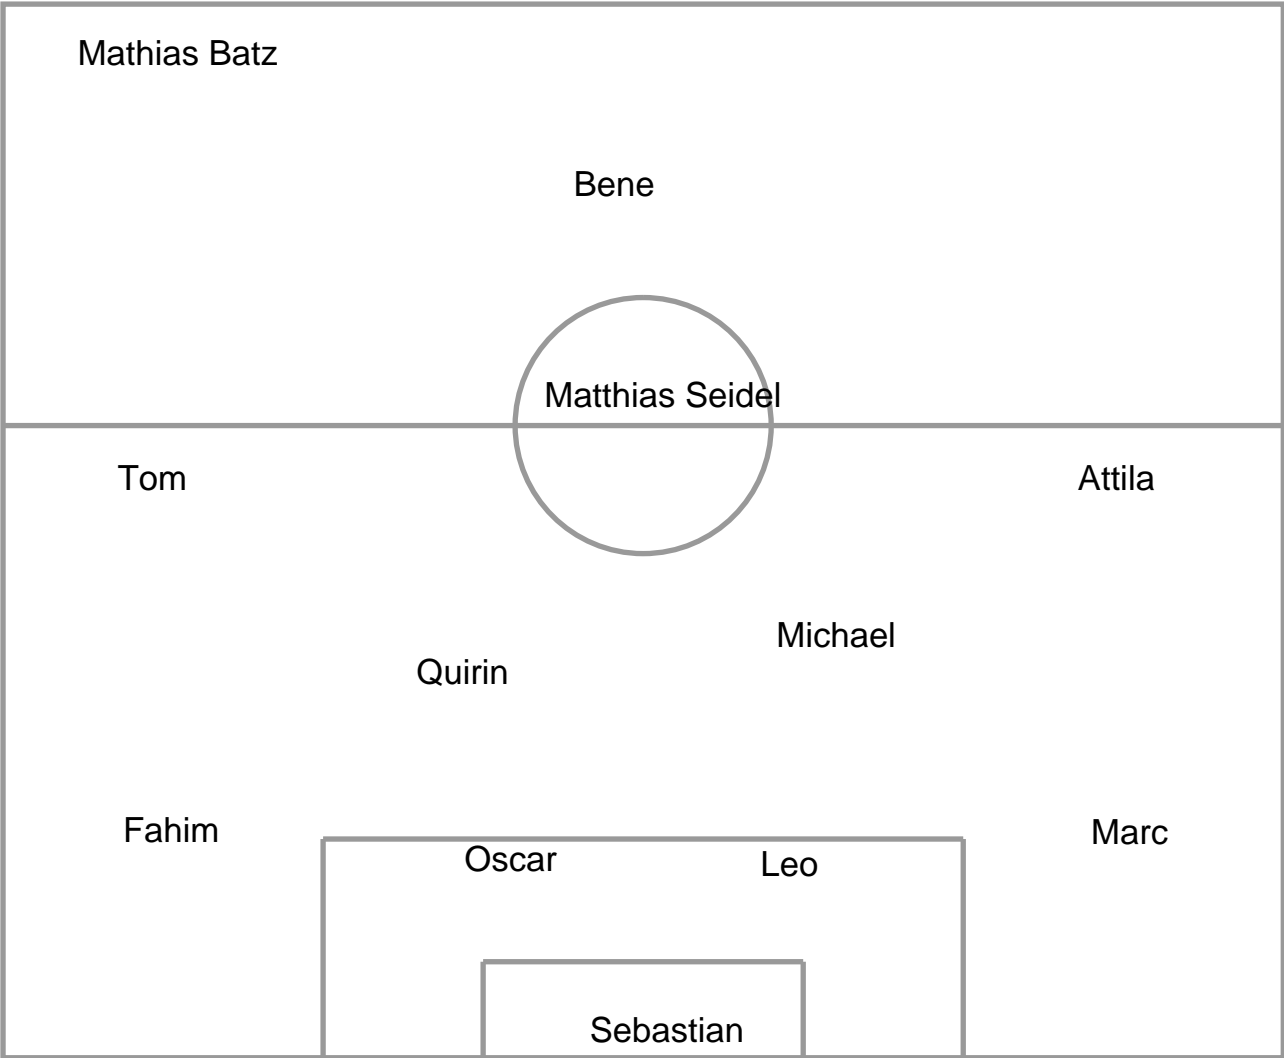 Mathias Batz
Bene
Matthias Seidel
Tom
Attila
Michael
Quirin
Fahim
Marc
Oscar
Leo
Sebastian